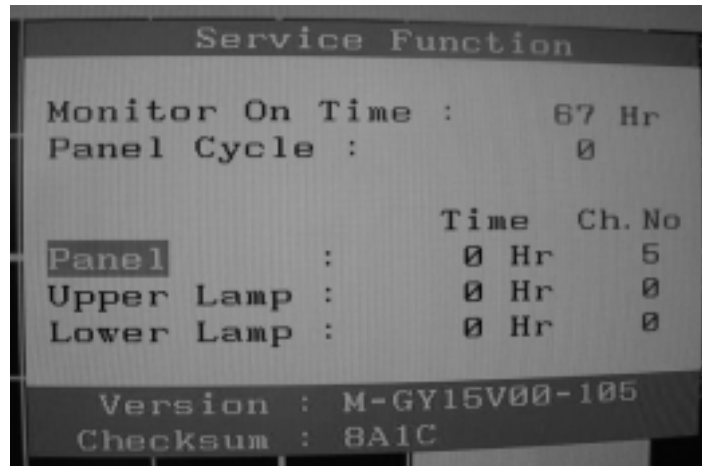 Service Function
Monitor On Time : 67 Hr
Panel Cycle : 0
Time Ch. No
Panel : 0 Hr 5
Upper Lamp : 0 Hr 0
Lower Lamp : 0 Hr 0
Version : M-GY15V00-105
Checksum : 8A1C